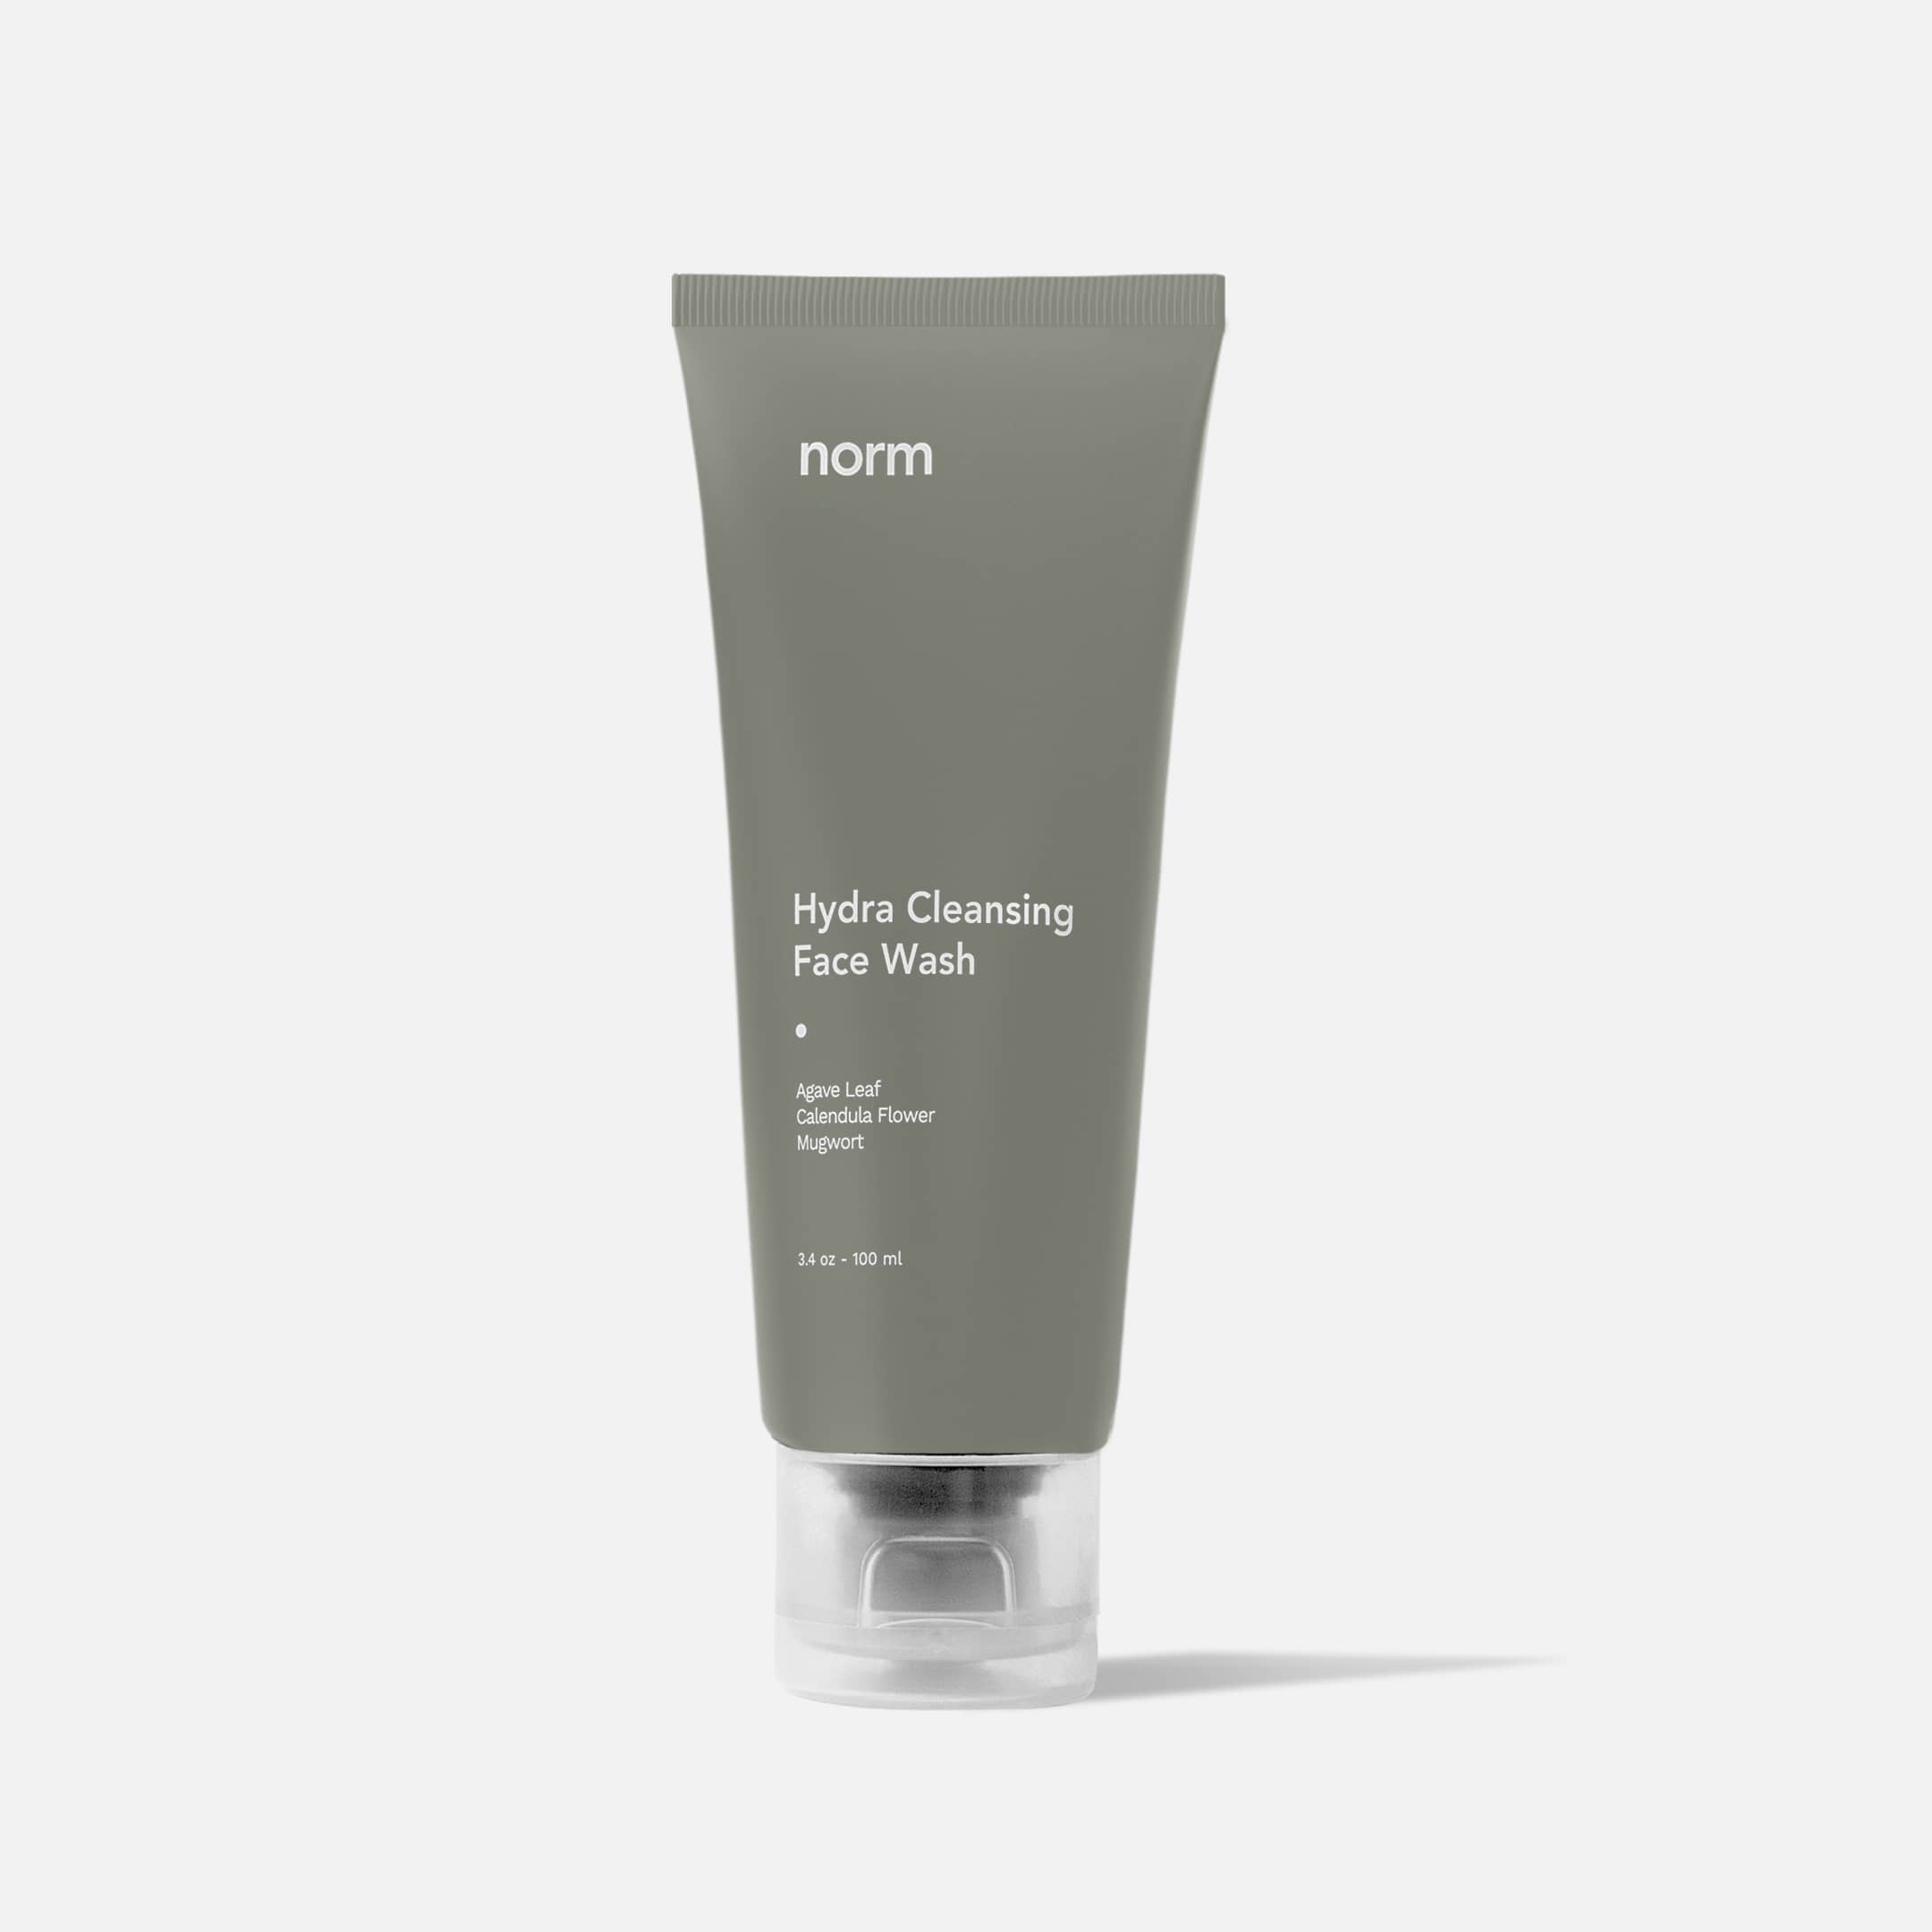 norm
Hydra Cleansing
Face Wash
Agave Leaf
Calendula Flower
Mugwort
3.4 oz - 100 ml